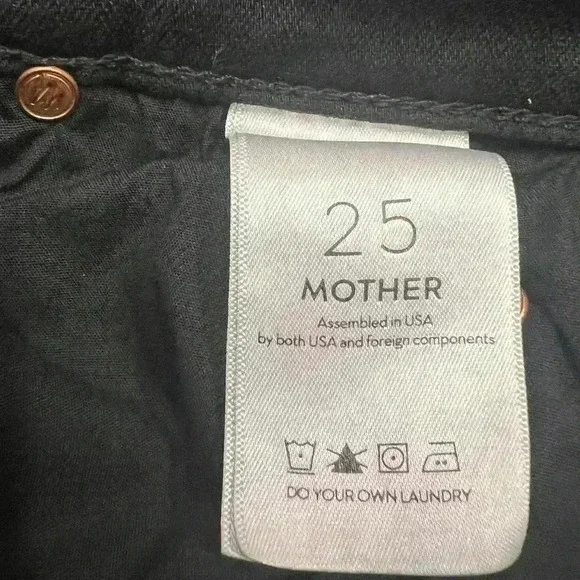 25
MOTHER
Assembled in USA
by both USA and foreign components
DO YOUR OWN LAUNDRY